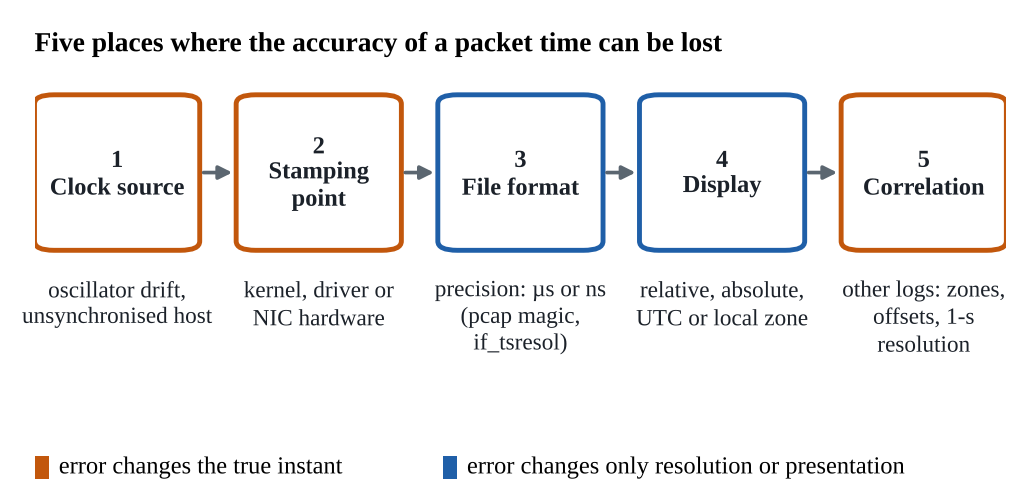 Five places where the accuracy of a packet time can be lost
1
Clock source
2
Stamping
point
3
File format
4
Display
5
Correlation
oscillator drift,
unsynchronised host
kernel, driver or
NIC hardware
precision: µs or ns
(pcap magic,
if_tsresol)
relative, absolute,
UTC or local zone
other logs: zones,
offsets, 1-s
resolution
error changes the true instant
error changes only resolution or presentation